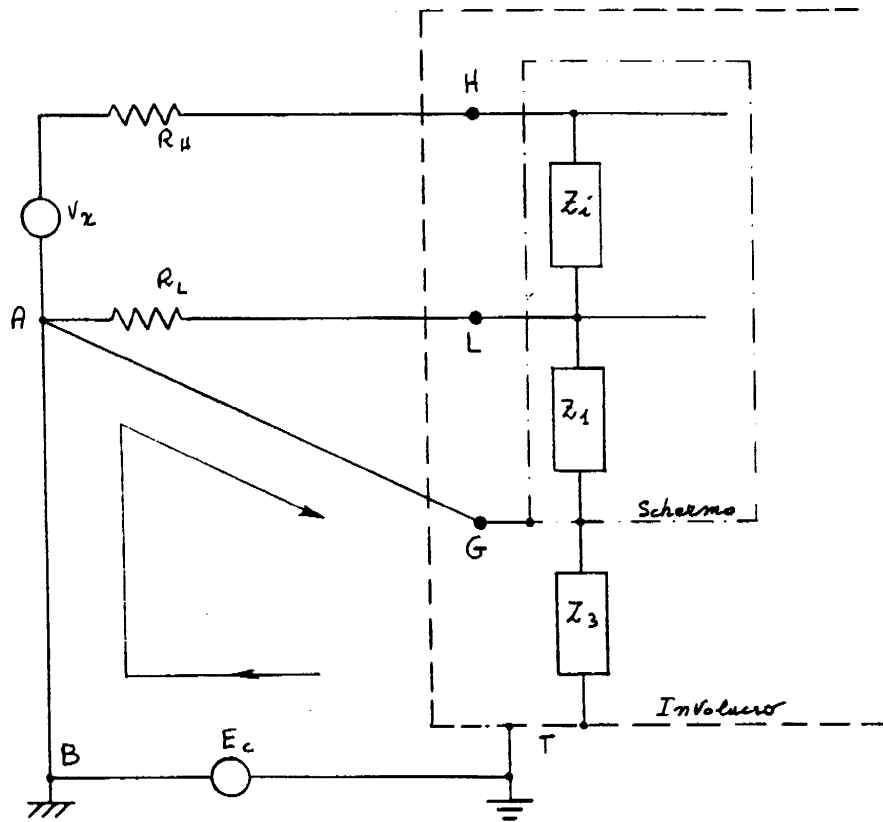 H
R_H
Z_i
V_x
R_L
A
L
Z_1
Schermo
G
Z_3
Involucro
T
B
E_c